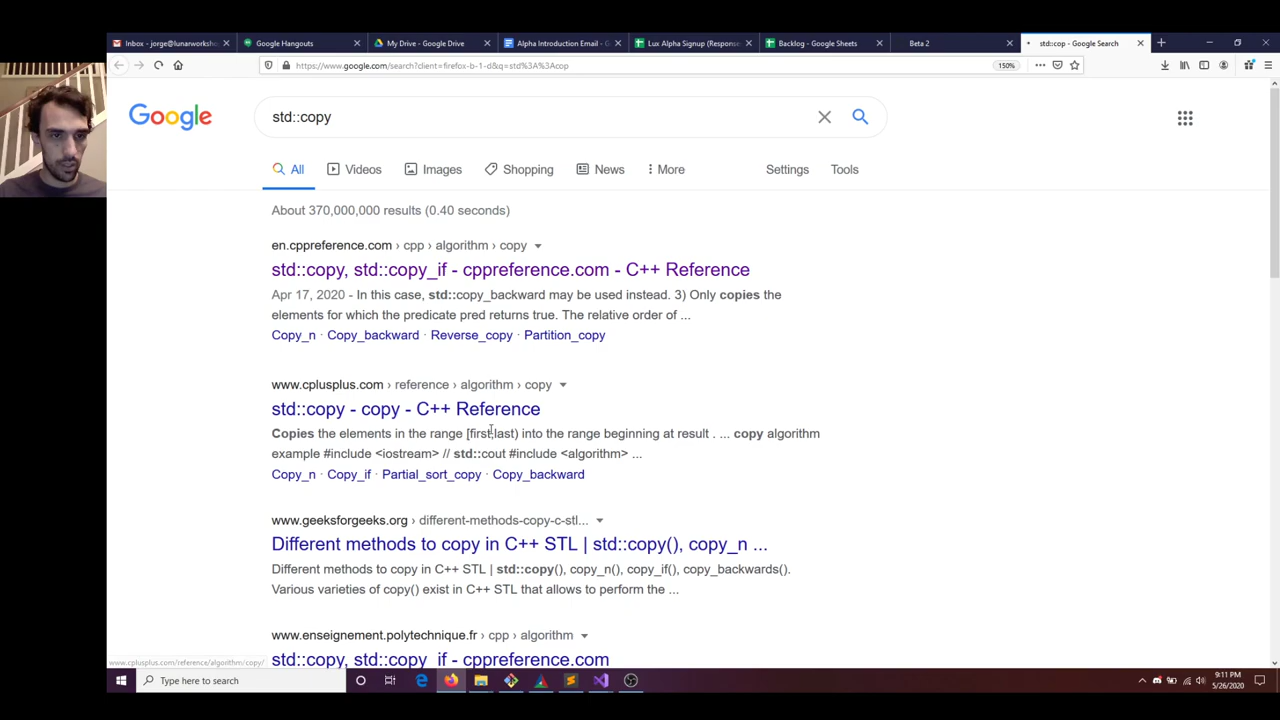 Inbox - jorge@lunarworksho
Google Hangouts
My Drive - Google Drive
Alpha Introduction Email - G
Lux Alpha Signup (Response
Backlog - Google Sheets
Beta 2
std::cop - Google Search
https://www.google.com/search?client=firefox-b-1-d&q=std%3A%3Acop
150%
Google
std::copy
All
Videos
Images
Shopping
News
More
Settings
Tools
About 370,000,000 results (0.40 seconds)
en.cppreference.com › cpp › algorithm › copy
std::copy, std::copy_if - cppreference.com - C++ Reference
Apr 17, 2020 - In this case, std::copy_backward may be used instead. 3) Only copies the
elements for which the predicate pred returns true. The relative order of ...
Copy_n · Copy_backward · Reverse_copy · Partition_copy
www.cplusplus.com › reference › algorithm › copy
std::copy - copy - C++ Reference
Copies the elements in the range [first,last) into the range beginning at result . ... copy algorithm
example #include <iostream> // std::cout #include <algorithm> ...
Copy_n · Copy_if · Partial_sort_copy · Copy_backward
www.geeksforgeeks.org › different-methods-copy-c-stl...
Different methods to copy in C++ STL | std::copy(), copy_n ...
Different methods to copy in C++ STL | std::copy(), copy_n(), copy_if(), copy_backwards().
Various varieties of copy() exist in C++ STL that allows to perform the ...
www.enseignement.polytechnique.fr › cpp › algorithm
std::copy, std::copy_if - cppreference.com
www.cplusplus.com/reference/algorithm/copy/
Type here to search
9:11 PM
5/26/2020